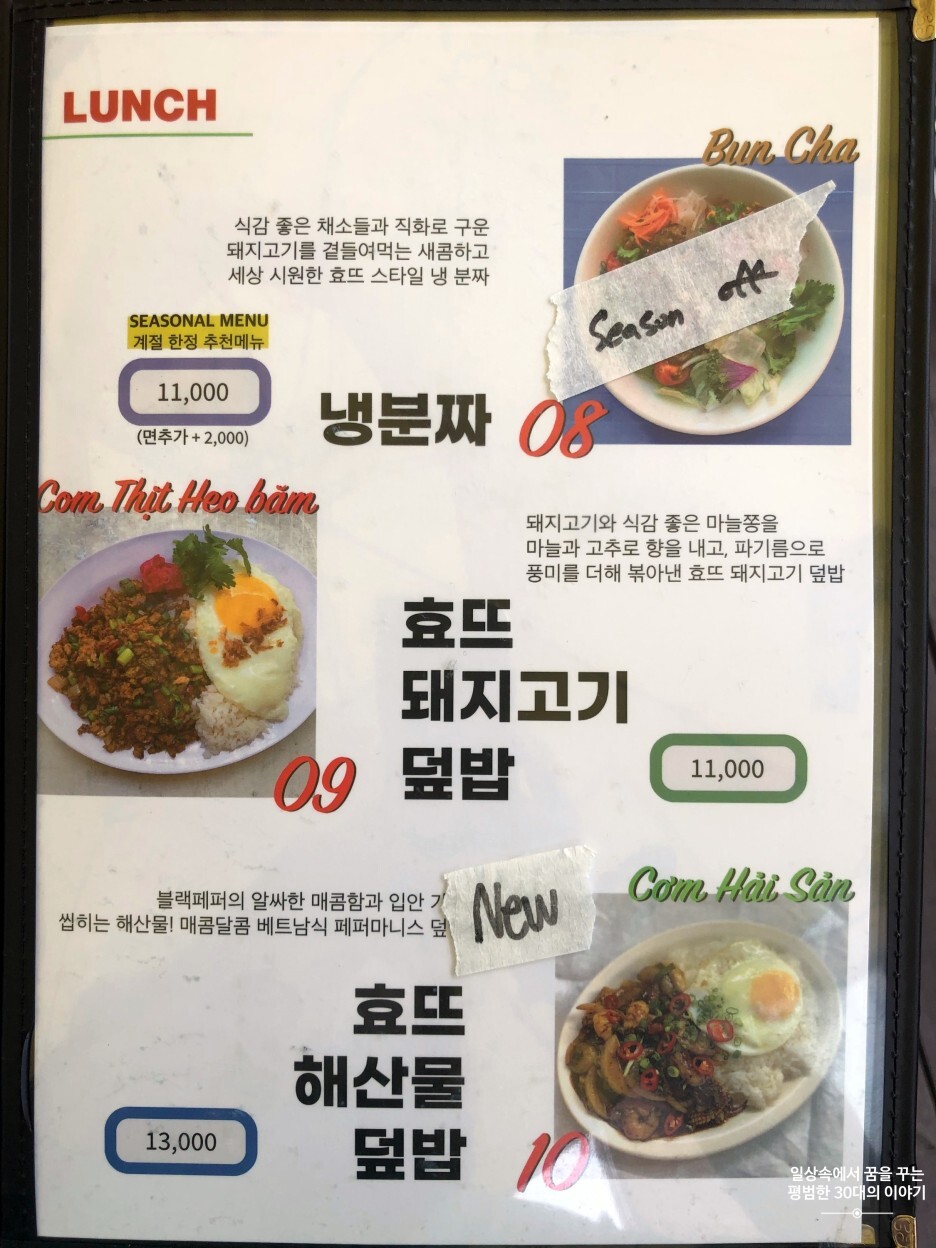 LUNCH
Bun Cha
식감 좋은 채소들과 직화로 구운
돼지고기를 곁들여먹는 새콤하고
세상 시원한 효뜨 스타일 냉 분짜
Season off
SEASONAL MENU
계절 한정 추천메뉴
11,000
(면추가 + 2,000)
냉분짜
08
Com Thịt Heo băm
돼지고기와 식감 좋은 마늘쫑을
마늘과 고추로 향을 내고, 파기름으로
풍미를 더해 볶아낸 효뜨 돼지고기 덮밥
효뜨
돼지고기
덮밥
11,000
09
New
Cơm Hải Sản
블랙페퍼의 알싸한 매콤함과 입안
씹히는 해산물! 매콤달콤 베트남식 페퍼마니스
효뜨
해산물
덮밥
13,000
10
일상속에서 꿈을 꾸는
평범한 30대의 이야기